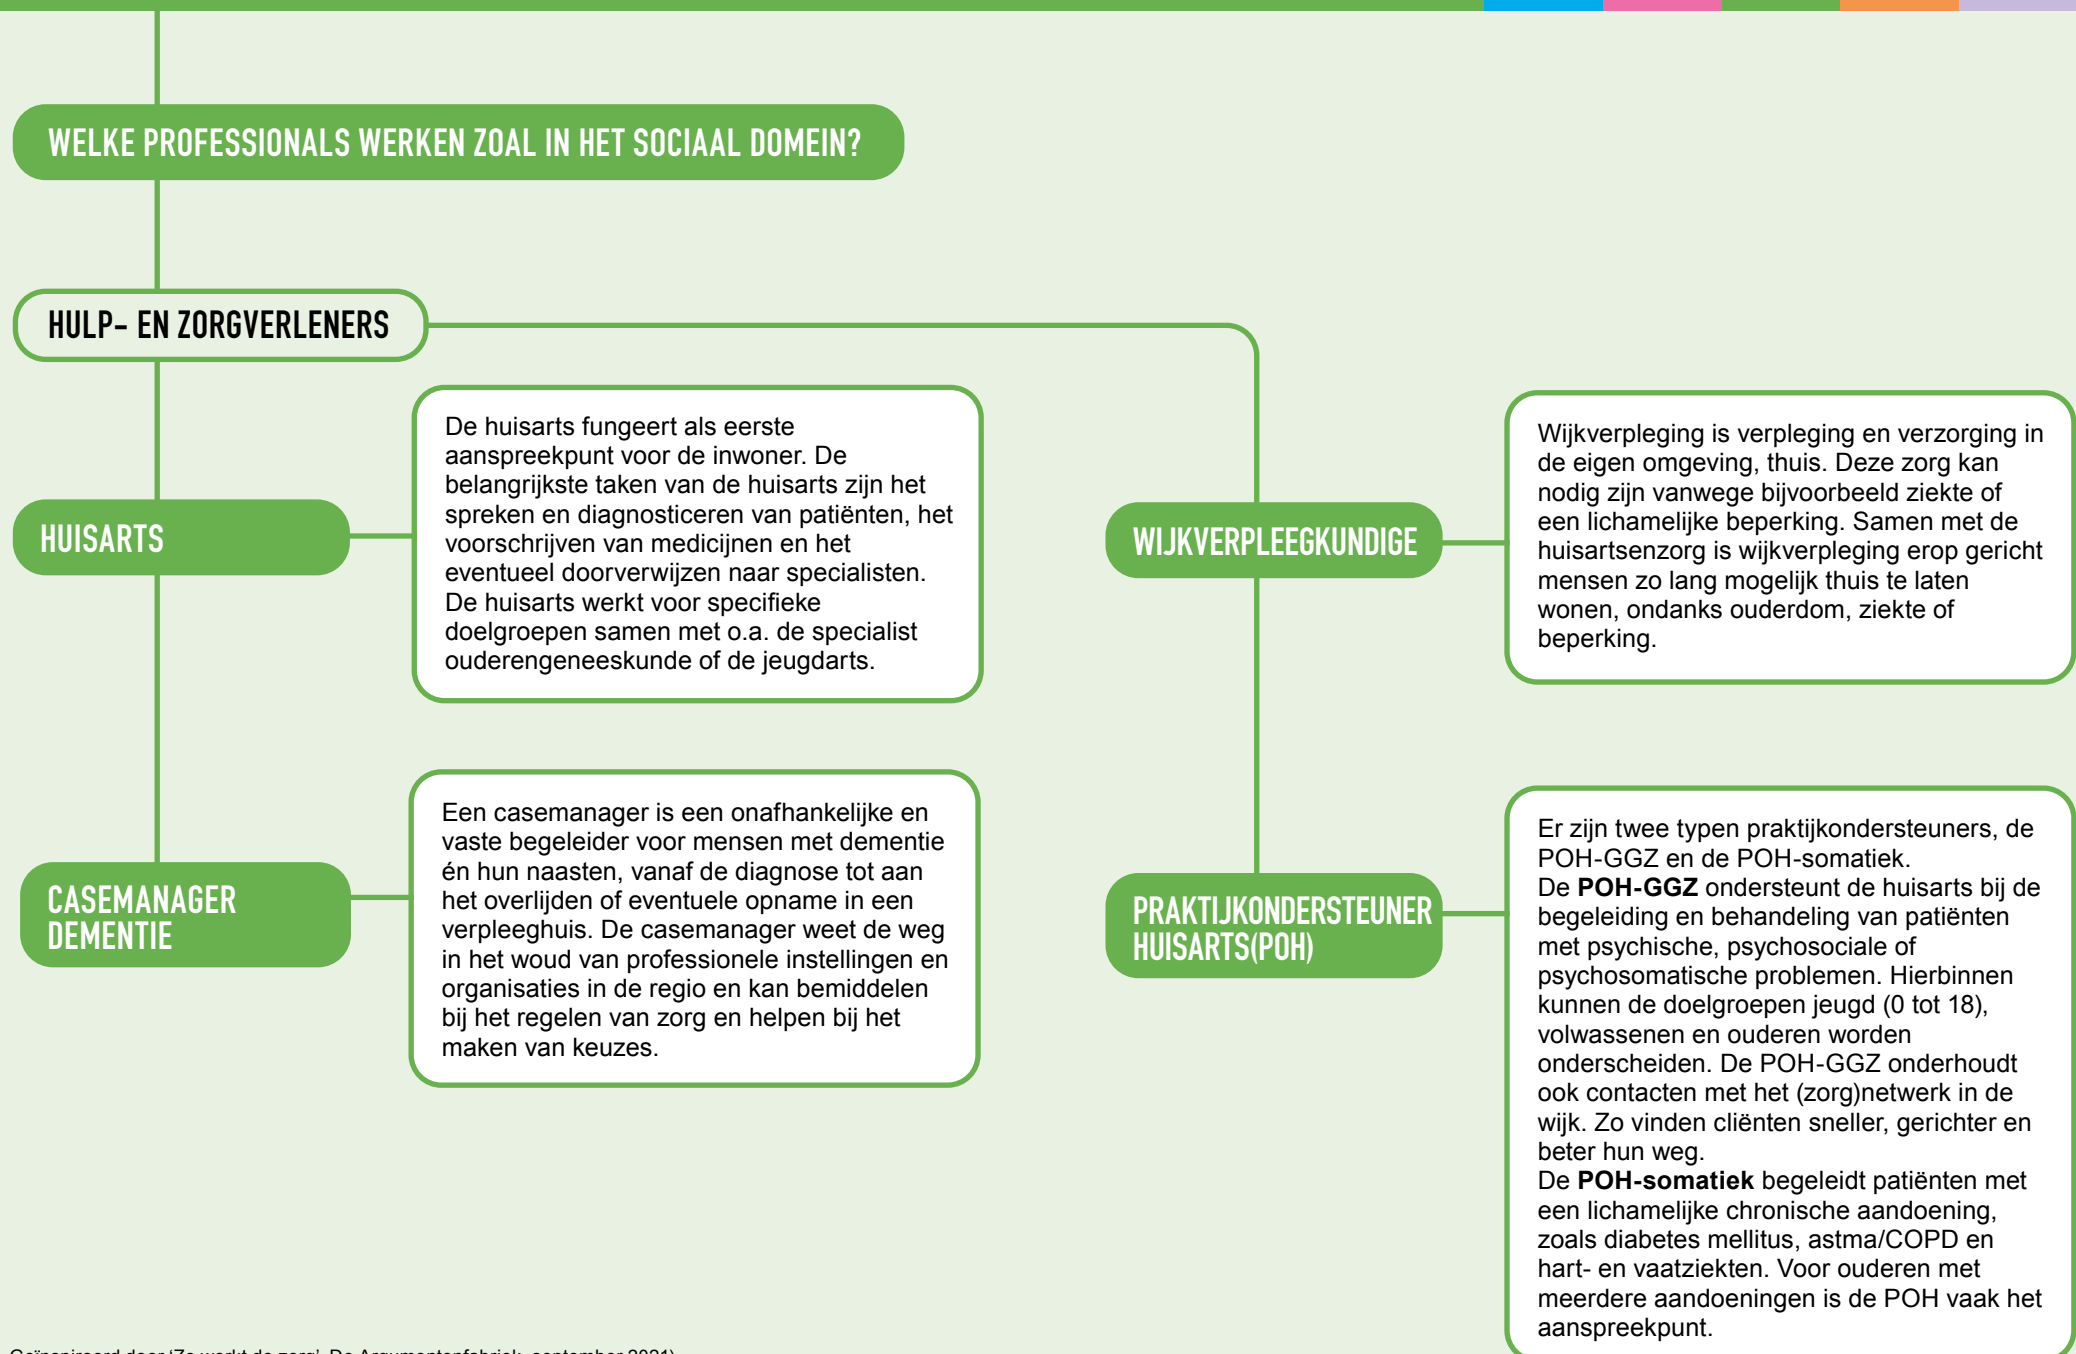 WELKE PROFESSIONALS WERKEN ZOAL IN HET SOCIAAL DOMEIN?
HULP- EN ZORGVERLENERS
HUISARTS
De huisarts fungeert als eerste
aanspreekpunt voor de inwoner. De
belangrijkste taken van de huisarts zijn het
spreken en diagnosticeren van patiënten, het
voorschrijven van medicijnen en het
eventueel doorverwijzen naar specialisten.
De huisarts werkt voor specifieke
doelgroepen samen met o.a. de specialist
ouderengeneeskunde of de jeugdarts.
CASEMANAGER
DEMENTIE
Een casemanager is een onafhankelijke en
vaste begeleider voor mensen met dementie
én hun naasten, vanaf de diagnose tot aan
het overlijden of eventuele opname in een
verpleeghuis. De casemanager weet de weg
in het woud van professionele instellingen en
organisaties in de regio en kan bemiddelen
bij het regelen van zorg en helpen bij het
maken van keuzes.
WIJKVERPLEEGKUNDIGE
Wijkverpleging is verpleging en verzorging in
de eigen omgeving, thuis. Deze zorg kan
nodig zijn vanwege bijvoorbeeld ziekte of
een lichamelijke beperking. Samen met de
huisartsenzorg is wijkverpleging erop gericht
mensen zo lang mogelijk thuis te laten
wonen, ondanks ouderdom, ziekte of
beperking.
PRAKTIJKONDERSTEUNER
HUISARTS(POH)
Er zijn twee typen praktijkondersteuners, de
POH-GGZ en de POH-somatiek.
De POH-GGZ ondersteunt de huisarts bij de
begeleiding en behandeling van patiënten
met psychische, psychosociale of
psychosomatische problemen. Hierbinnen
kunnen de doelgroepen jeugd (0 tot 18),
volwassenen en ouderen worden
onderscheiden. De POH-GGZ onderhoudt
ook contacten met het (zorg)netwerk in de
wijk. Zo vinden cliënten sneller, gerichter en
beter hun weg.
De POH-somatiek begeleidt patiënten met
een lichamelijke chronische aandoening,
zoals diabetes mellitus, astma/COPD en
hart- en vaatziekten. Voor ouderen met
meerdere aandoeningen is de POH vaak het
aanspreekpunt.
Geïnspireerd door 'Zo werkt de zorg', De Argumentenfabriek, september 2021)